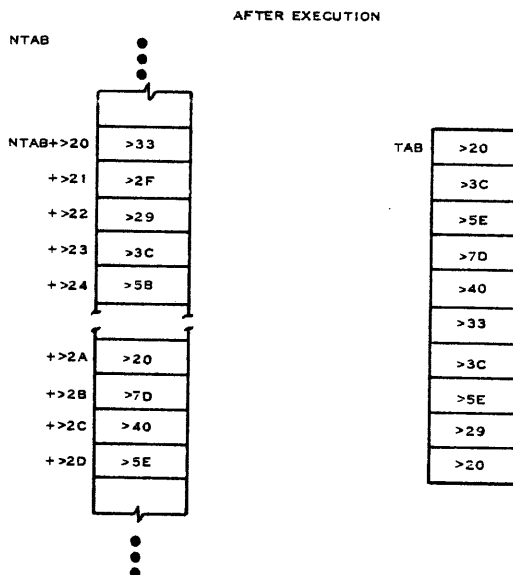 AFTER EXECUTION
NTAB
NTAB+>20 >33
+>21 >2F
+>22 >29
+>23 >3C
+>24 >5B
+>2A >20
+>2B >7D
+>2C >40
+>2D >5E
TAB >20
>3C
>5E
>7D
>40
>33
>3C
>5E
>29
>20